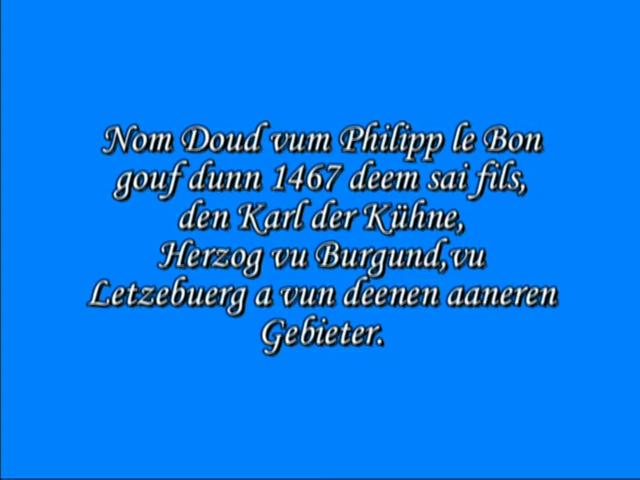 Nom Doud vum Philipp le Bon
gouf dunn 1467 deem sai fils,
den Karl der Kühne,
Herzog vu Burgund,vu
Letzebuerg a vun deenen aaneren
Gebieter.